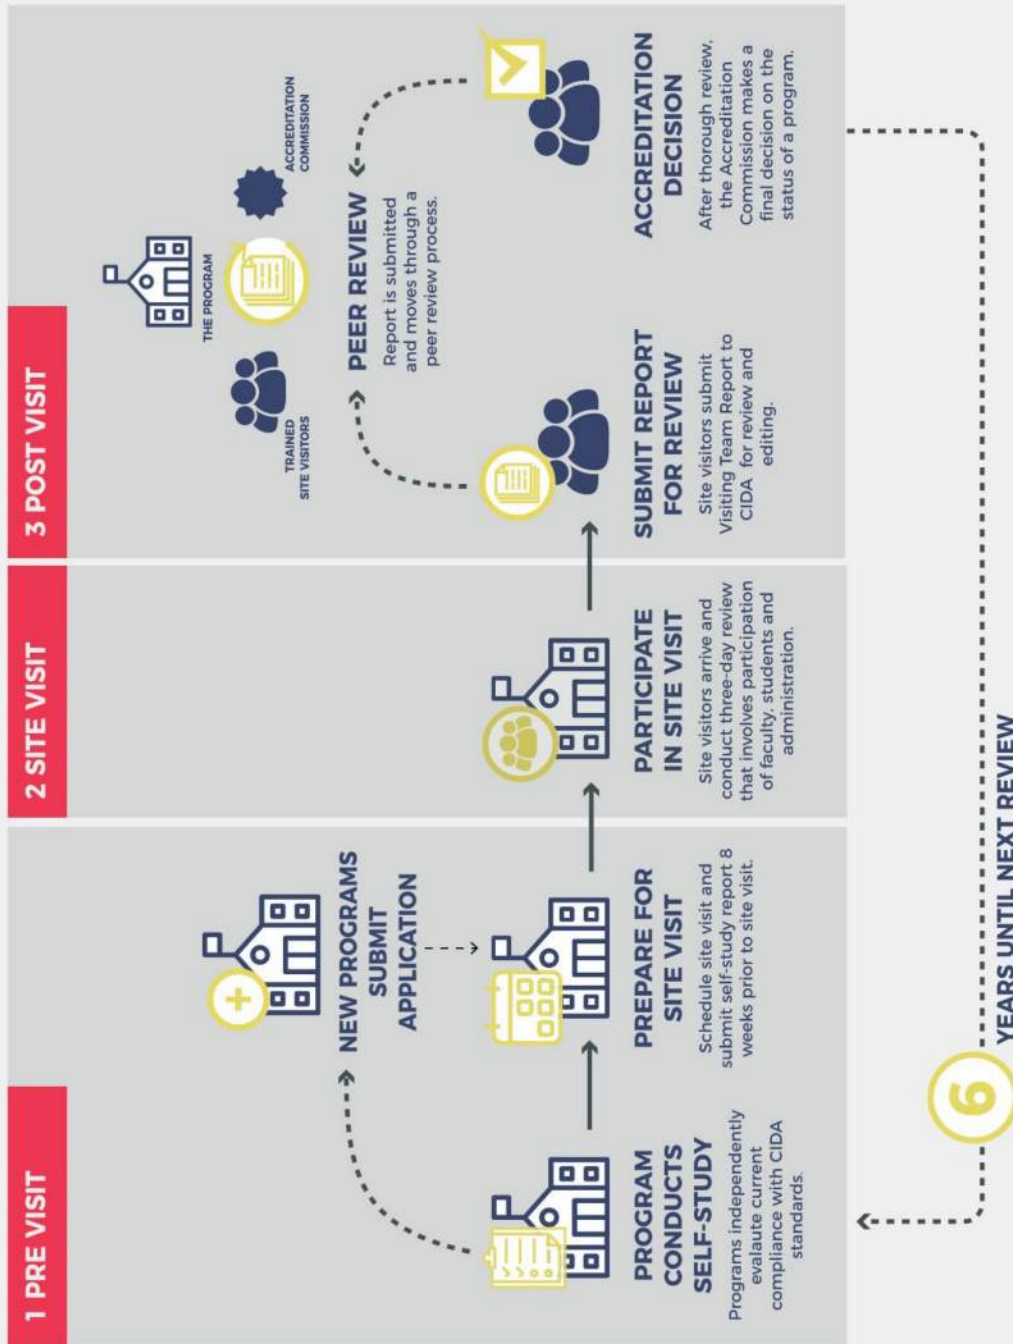 1 PRE VISIT
PROGRAM
CONDUCTS
SELF-STUDY
Programs independently
evalaute current
compliance with CIDA
standards.
NEW PROGRAMS
SUBMIT
APPLICATION
PREPARE FOR
SITE VISIT
Schedule site visit and
submit self-study report 8
weeks prior to site visit.
2 SITE VISIT
PARTICIPATE
IN SITE VISIT
Site visitors arrive and
conduct three-day review
that involves participation
of faculty, students and
administration.
3 POST VISIT
SUBMIT REPORT
FOR REVIEW
Site visitors submit
Visiting Team Report to
CIDA for review and
editing.
THE PROGRAM
TRAINED
SITE VISITORS
ACCREDITATION
COMMISSION
PEER REVIEW
Report is submitted
and moves through a
peer review process.
ACCREDITATION
DECISION
After thorough review,
the Accreditation
Commission makes a
final decision on the
status of a program.
6
YEARS UNTIL NEXT REVIEW